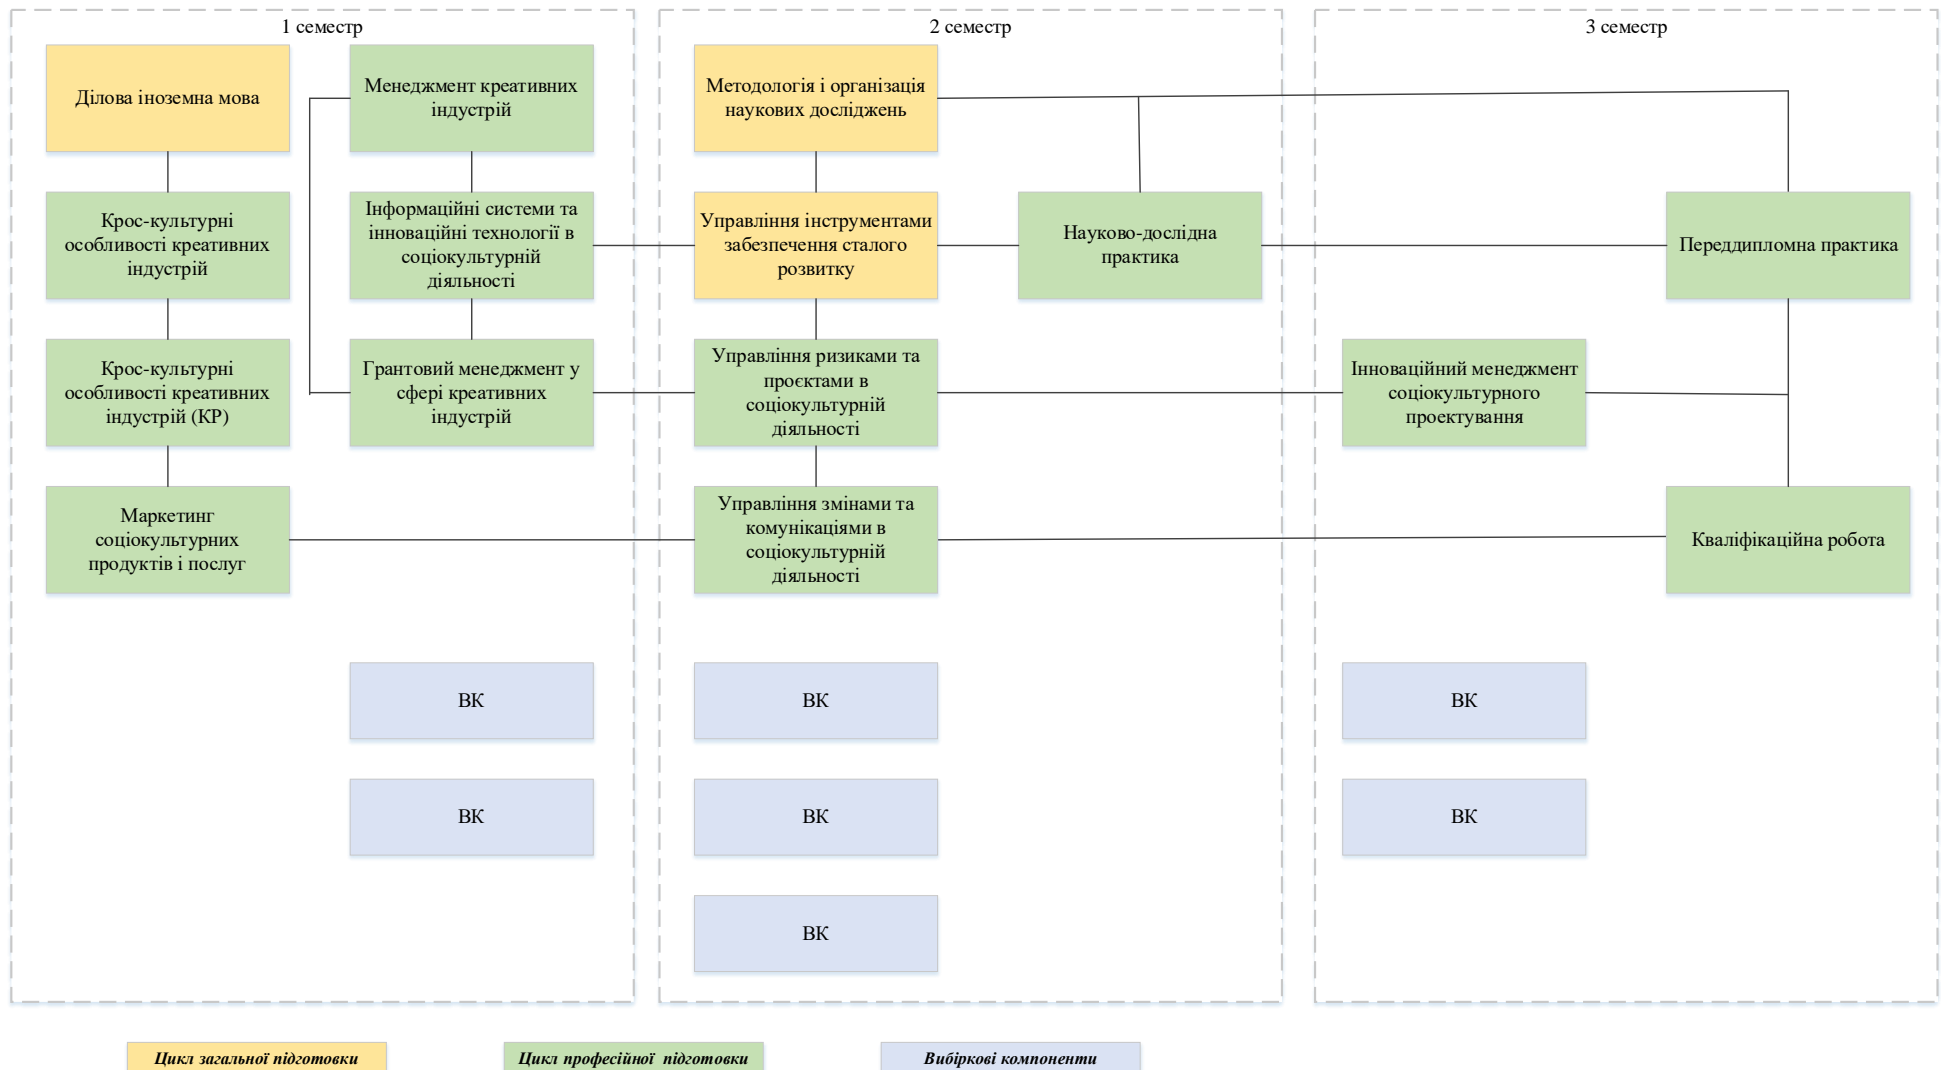 1 семестр
Ділова іноземна мова
Менеджмент креативних
індустрій
Крос-культурні
особливості креативних
індустрій
Інформаційні системи та
інноваційні технології в
соціокультурній
діяльності
Крос-культурні
особливості креативних
індустрій (КР)
Грантовий менеджмент у
сфері креативних
індустрій
Маркетинг
соціокультурних
продуктів і послуг
ВК
ВК
2 семестр
Методологія і організація
наукових досліджень
Управління інструментами
забезпечення сталого
розвитку
Науково-дослідна
практика
Управління ризиками та
проєктами в
соціокультурній
діяльності
Управління змінами та
комунікаціями в
соціокультурній
діяльності
ВК
ВК
ВК
3 семестр
Переддипломна практика
Інноваційний менеджмент
соціокультурного
проектування
Кваліфікаційна робота
ВК
ВК
Цикл загальної підготовки
Цикл професійної підготовки
Вибіркові компоненти